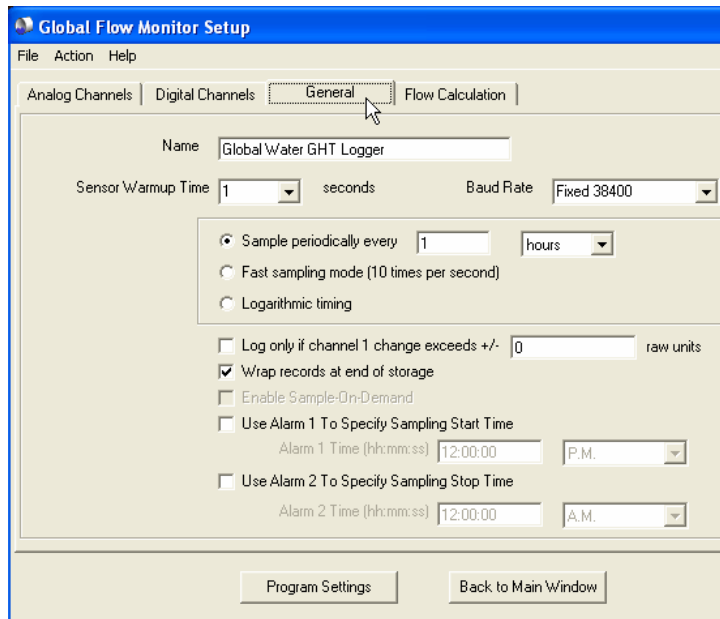 Global Flow Monitor Setup
File Action Help
Analog Channels Digital Channels General Flow Calculation
Name Global Water GHT Logger
Sensor Warmup Time 1 seconds Baud Rate Fixed 38400
Sample periodically every 1 hours
Fast sampling mode (10 times per second)
Logarithmic timing
Log only if channel 1 change exceeds +/- 0 raw units
Wrap records at end of storage
Enable Sample-On-Demand
Use Alarm 1 To Specify Sampling Start Time
Alarm 1 Time (hh:mm:ss) 12:00:00 P.M.
Use Alarm 2 To Specify Sampling Stop Time
Alarm 2 Time (hh:mm:ss) 12:00:00 A.M.
Program Settings Back to Main Window